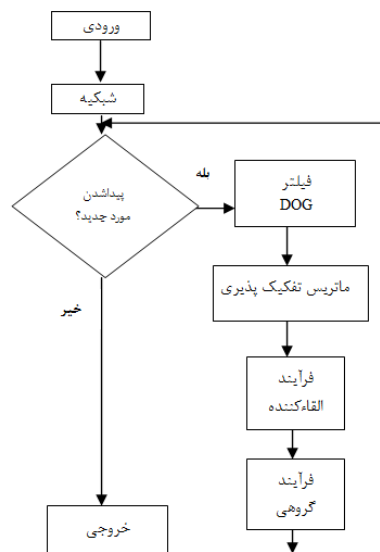 ورودی
شبکیه
پیداشدن
مورد جدید؟
بله
فیلتر
DOG
ماتریس تفکیک پذیری
خیر
فرآیند
القاءکننده
فرآیند
گروهی
خروجی